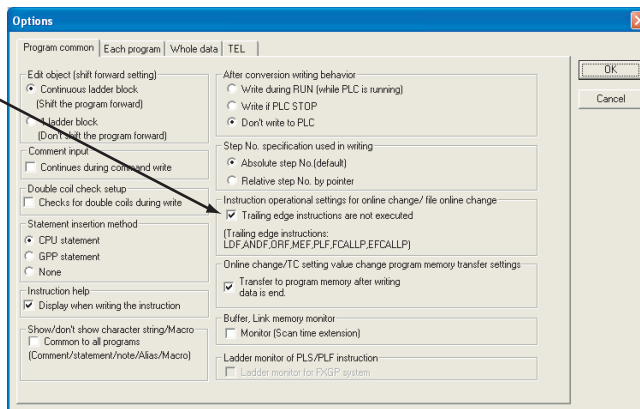 Options
Program common
Each program
Whole data
TEL
Edit object (shift forward setting)
Continuous ladder block
(Shift the program forward)
ladder block
(Don't shift the program forward)
Comment input
Continues during command write
Double coil check setup
Checks for double coils during write
Statement insertion method
CPU statement
GPP statement
None
Instruction help
Display when writing the instruction
Show/don't show character string/Macro
Common to all programs
(Comment/statement/note/Alias/Macro)
After conversion writing behavior
Write during RUN (while PLC is running)
Write if PLC STOP
Don't write to PLC
Step No. specification used in writing
Absolute step No.(default)
Relative step No. by pointer
Instruction operational settings for online change/ file online change
Trailing edge instructions are not executed
(Trailing edge instructions:
LDF,ANDF,ORF,MEF,PLF,FCALLP,EFCALLP)
Online change/TC setting value change program memory transfer settings
Transfer to program memory after writing
data is end.
Buffer, Link memory monitor
Monitor (Scan time extension)
Ladder monitor of PLS/PLF instruction
Ladder monitor for FXGP system
OK
Cancel